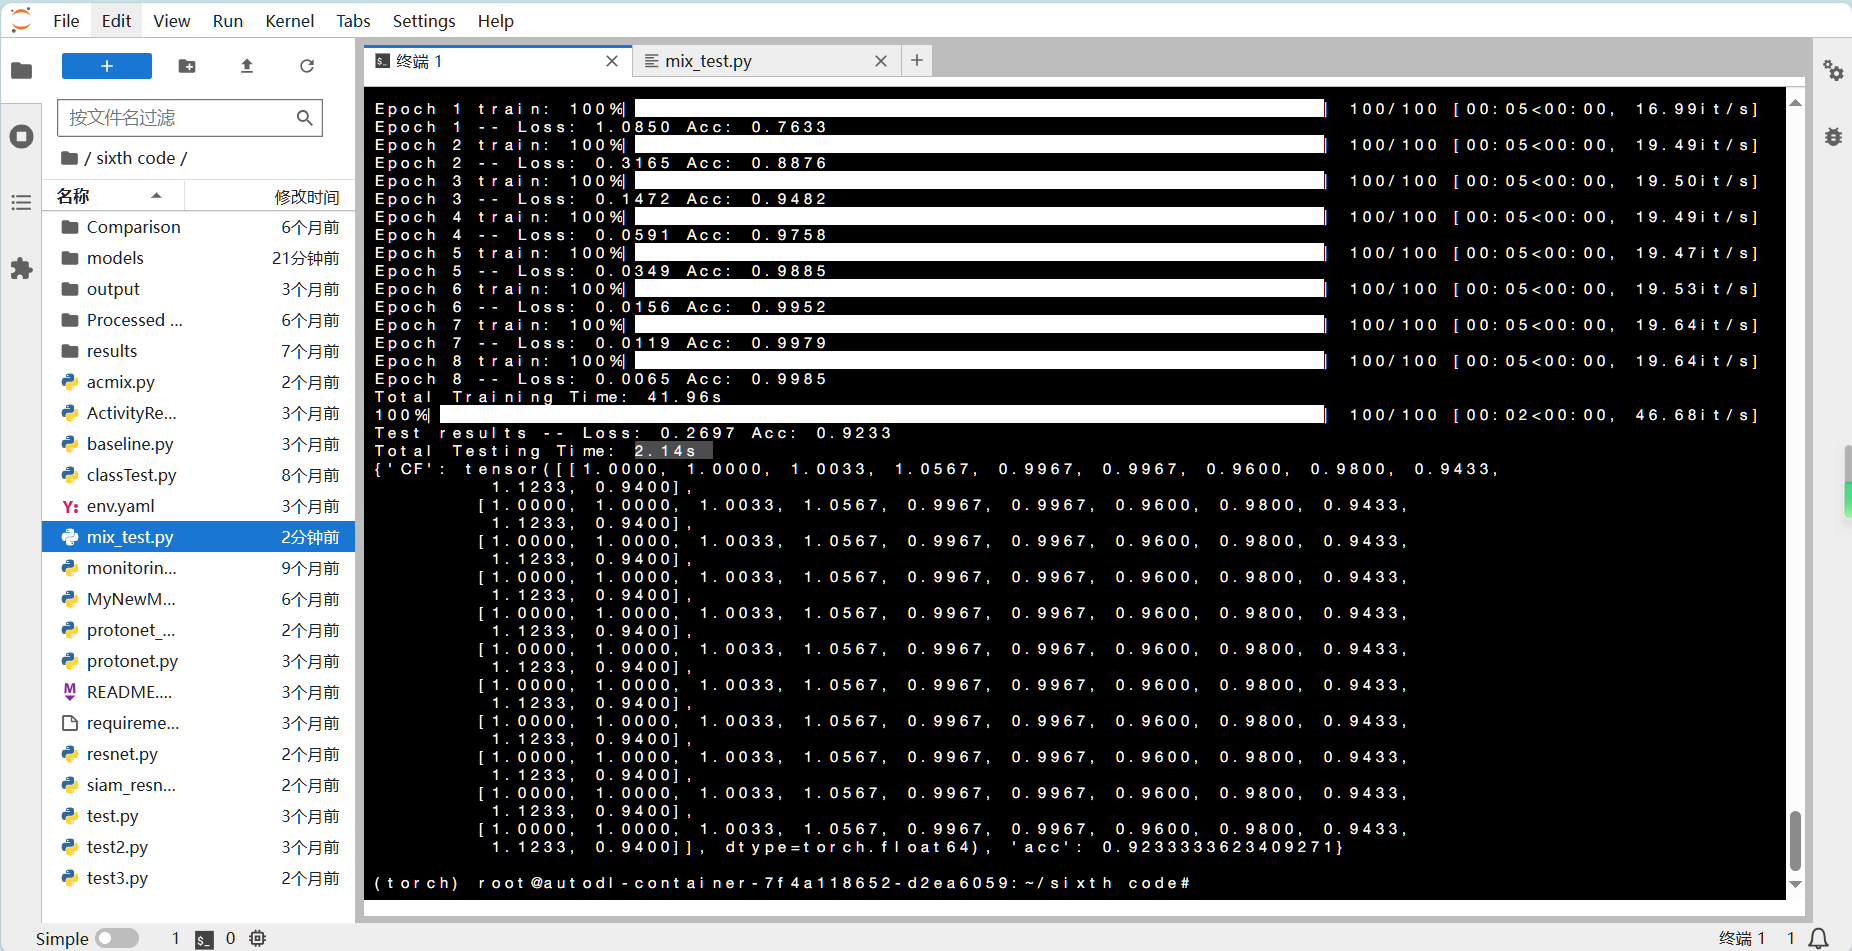 File Edit View Run Kernel Tabs Settings Help
按文件名过滤
/ sixth code /
名称 修改时间
Comparison 6个月前
models 21分钟前
output 3个月前
Processed ... 6个月前
results 7个月前
acmix.py 2个月前
ActivityRe... 3个月前
baseline.py 3个月前
classTest.py 8个月前
env.yaml 3个月前
mix_test.py 2分钟前
monitorin... 9个月前
MyNewM... 6个月前
protonet_... 2个月前
protonet.py 3个月前
README.... 3个月前
requireme... 3个月前
resnet.py 2个月前
siam_resn... 2个月前
test.py 3个月前
test2.py 3个月前
test3.py 2个月前
终端 1 mix_test.py
Epoch 1 train: 100%| | 100/100 [00:05<00:00, 16.99it/s]
Epoch 1 -- Loss: 1.0850 Acc: 0.7633
Epoch 2 train: 100%| | 100/100 [00:05<00:00, 19.49it/s]
Epoch 2 -- Loss: 0.3165 Acc: 0.8876
Epoch 3 train: 100%| | 100/100 [00:05<00:00, 19.50it/s]
Epoch 3 -- Loss: 0.1472 Acc: 0.9482
Epoch 4 train: 100%| | 100/100 [00:05<00:00, 19.49it/s]
Epoch 4 -- Loss: 0.0591 Acc: 0.9758
Epoch 5 train: 100%| | 100/100 [00:05<00:00, 19.47it/s]
Epoch 5 -- Loss: 0.0349 Acc: 0.9885
Epoch 6 train: 100%| | 100/100 [00:05<00:00, 19.53it/s]
Epoch 6 -- Loss: 0.0156 Acc: 0.9952
Epoch 7 train: 100%| | 100/100 [00:05<00:00, 19.64it/s]
Epoch 7 -- Loss: 0.0119 Acc: 0.9979
Epoch 8 train: 100%| | 100/100 [00:05<00:00, 19.64it/s]
Epoch 8 -- Loss: 0.0065 Acc: 0.9985
Total Training Time: 41.96s
100%| | 100/100 [00:02<00:00, 46.68it/s]
Test results -- Loss: 0.2697 Acc: 0.9233
Total Testing Time: 2.14s
{'CF': tensor([[1.0000, 1.0000, 1.0033, 1.0567, 0.9967, 0.9967, 0.9600, 0.9800, 0.9433,
1.1233, 0.9400],
[1.0000, 1.0000, 1.0033, 1.0567, 0.9967, 0.9967, 0.9600, 0.9800, 0.9433,
1.1233, 0.9400],
[1.0000, 1.0000, 1.0033, 1.0567, 0.9967, 0.9967, 0.9600, 0.9800, 0.9433,
1.1233, 0.9400],
[1.0000, 1.0000, 1.0033, 1.0567, 0.9967, 0.9967, 0.9600, 0.9800, 0.9433,
1.1233, 0.9400],
[1.0000, 1.0000, 1.0033, 1.0567, 0.9967, 0.9967, 0.9600, 0.9800, 0.9433,
1.1233, 0.9400],
[1.0000, 1.0000, 1.0033, 1.0567, 0.9967, 0.9967, 0.9600, 0.9800, 0.9433,
1.1233, 0.9400],
[1.0000, 1.0000, 1.0033, 1.0567, 0.9967, 0.9967, 0.9600, 0.9800, 0.9433,
1.1233, 0.9400],
[1.0000, 1.0000, 1.0033, 1.0567, 0.9967, 0.9967, 0.9600, 0.9800, 0.9433,
1.1233, 0.9400],
[1.0000, 1.0000, 1.0033, 1.0567, 0.9967, 0.9967, 0.9600, 0.9800, 0.9433,
1.1233, 0.9400],
[1.0000, 1.0000, 1.0033, 1.0567, 0.9967, 0.9967, 0.9600, 0.9800, 0.9433,
1.1233, 0.9400],
[1.0000, 1.0000, 1.0033, 1.0567, 0.9967, 0.9967, 0.9600, 0.9800, 0.9433,
1.1233, 0.9400]], dtype=torch.float64), 'acc': 0.9233333623409271}
(torch) root@autodl-container-7f4a118652-d2ea6059:~/sixth code#
Simple 1 0 终端 1 1